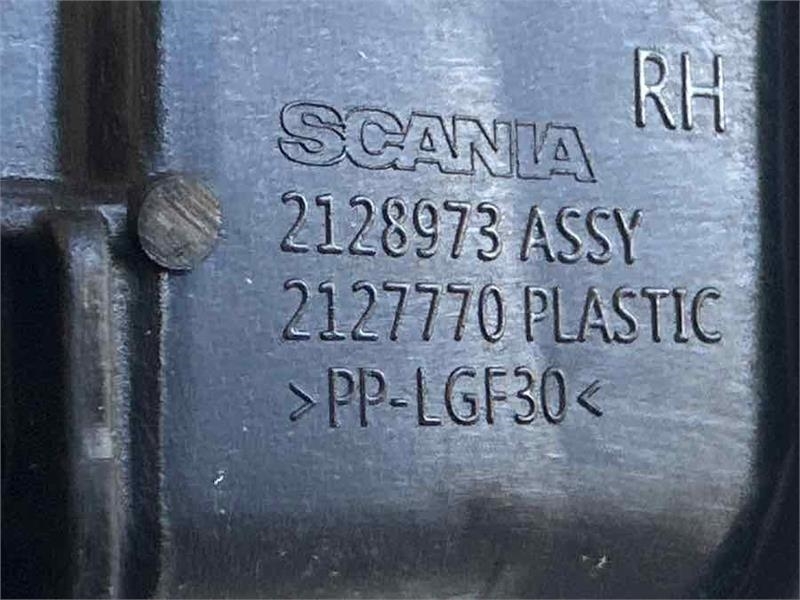 RH
SCANIA
2128973 ASSY
2127770 PLASTIC
>PP-LGF30<